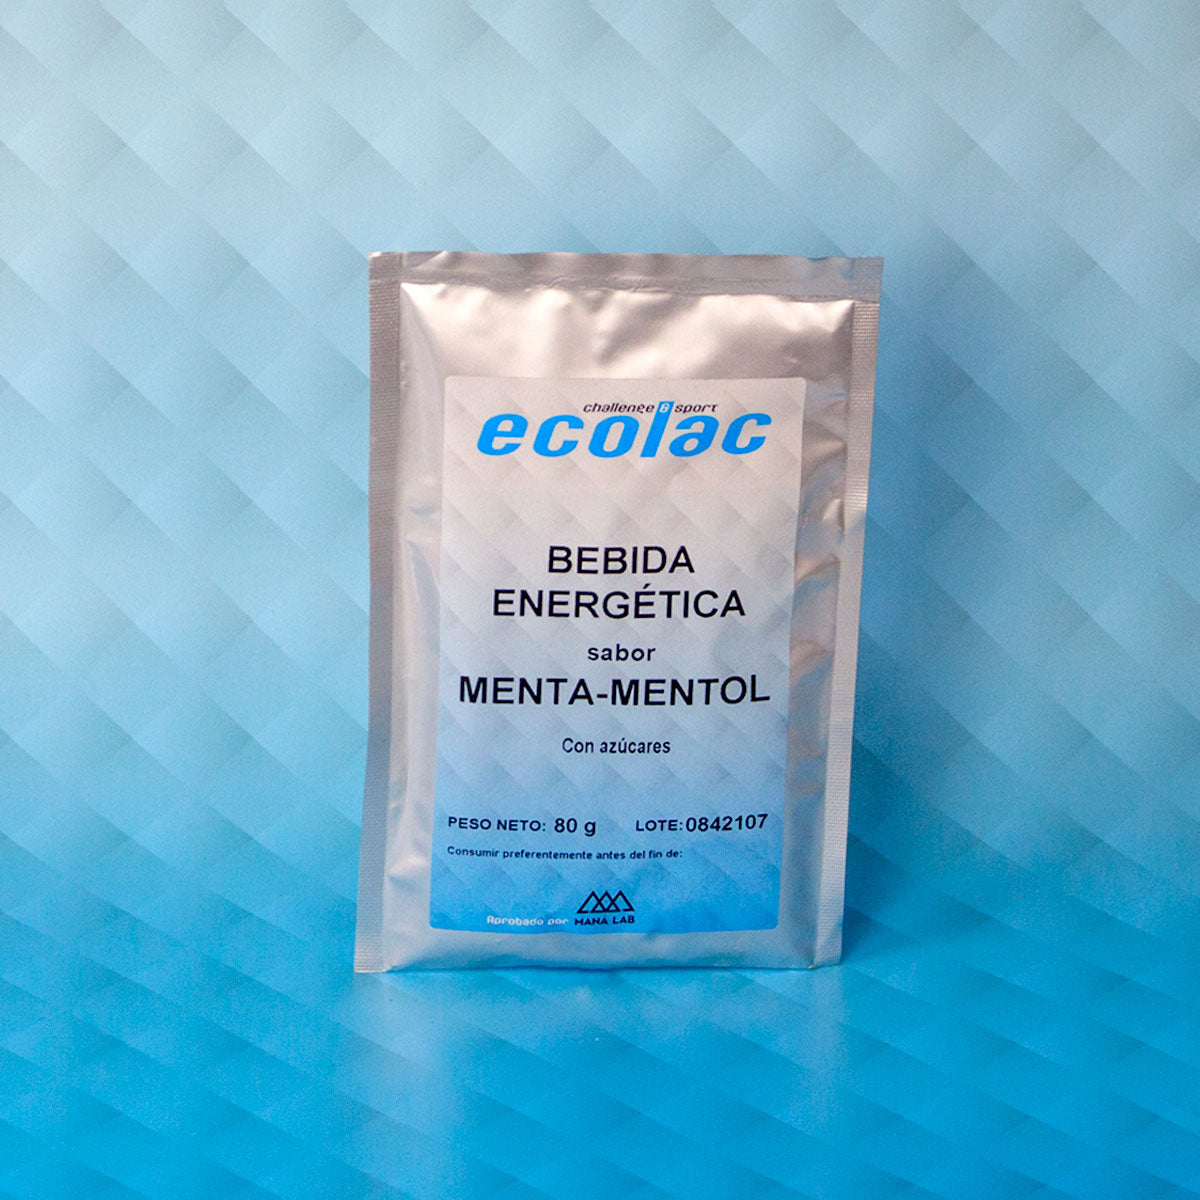 challenge & sport
ecolac
BEBIDA
ENERGÉTICA
sabor
MENTA-MENTOL
Con azúcares
PESO NETO: 80 g LOTE: 0842107
Consumir preferentemente antes del fin de:
Aprobado por MANÁ LAB